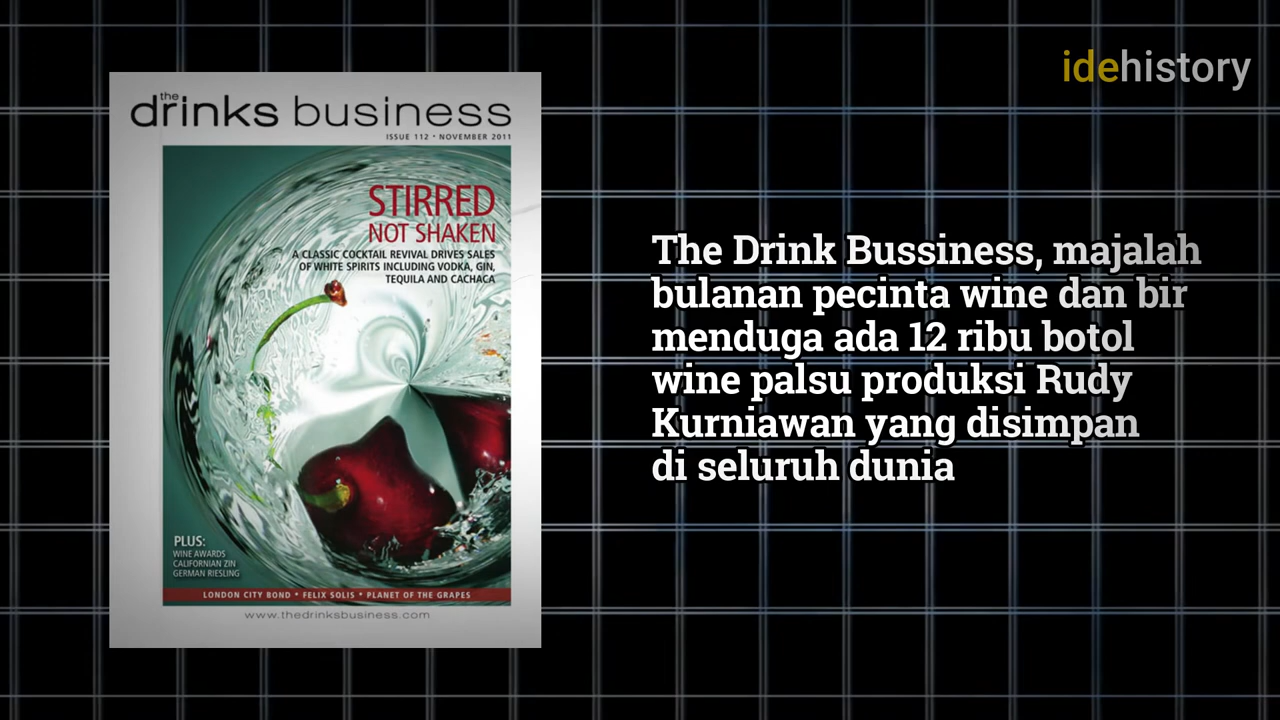 idehistory
the
drinks business
ISSUE 112 • NOVEMBER 2011
STIRRED
NOT SHAKEN
A CLASSIC COCKTAIL REVIVAL DRIVES SALES
OF WHITE SPIRITS INCLUDING VODKA, GIN,
TEQUILA AND CACHACA
PLUS:
WINE AWARDS
CALIFORNIAN ZIN
GERMAN RIESLING
LONDON CITY BOND • FELIX SOLIS • PLANET OF THE GRAPES
www.thedrinksbusiness.com
The Drink Bussiness, majalah
bulanan pecinta wine dan bir
menduga ada 12 ribu botol
wine palsu produksi Rudy
Kurniawan yang disimpan
di seluruh dunia